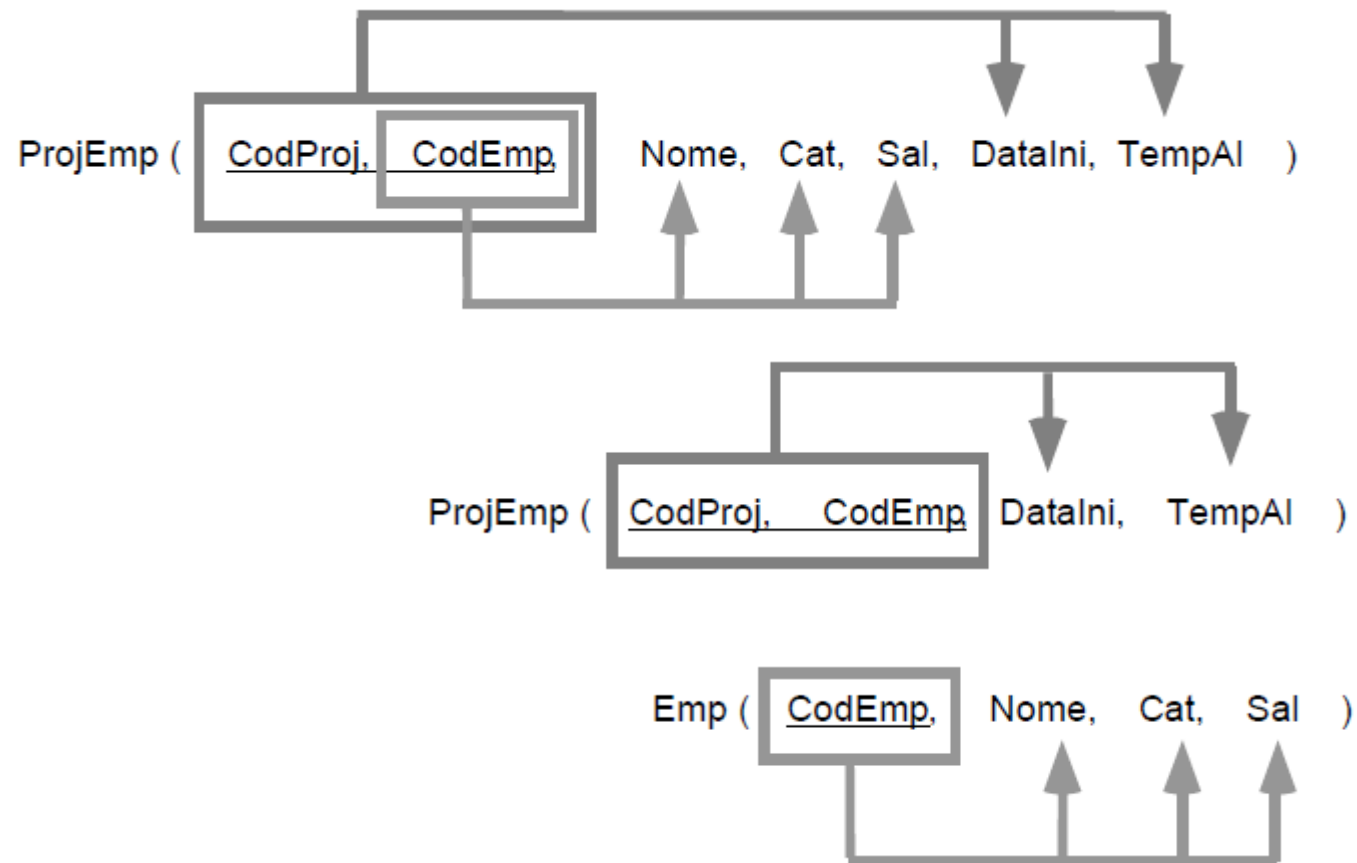 ProjEmp ( CodProj, CodEmp, Nome, Cat, Sal, DataIni, TempAl )
ProjEmp ( CodProj, CodEmp, DataIni, TempAl )
Emp ( CodEmp, Nome, Cat, Sal )